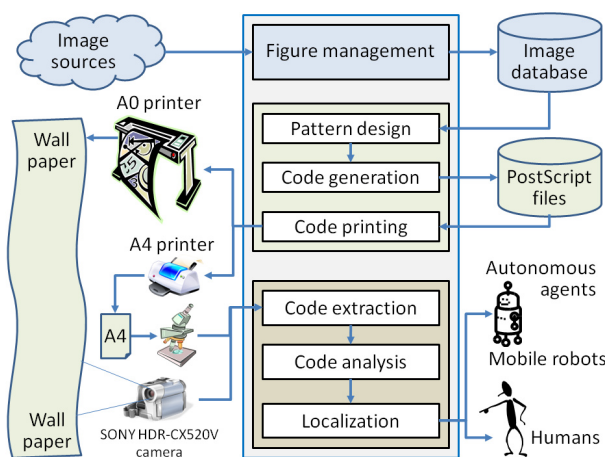 Image
sources
Figure management
Image
database
A0 printer
Wall
paper
Pattern design
Code generation
PostScript
files
Code printing
A4 printer
Autonomous
agents
A4
Code extraction
Code analysis
Mobile robots
Localization
Wall
paper
SONY HDR-CX520V
camera
Humans